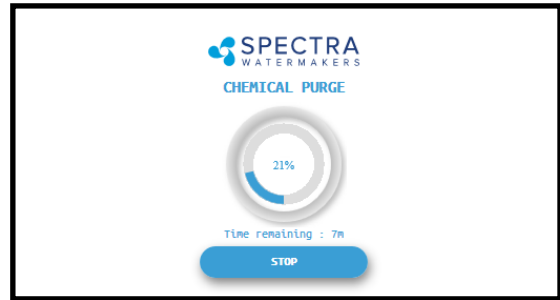 SPECTRA
WATERMAKERS
CHEMICAL PURGE
21%
Time remaining : 7m
STOP